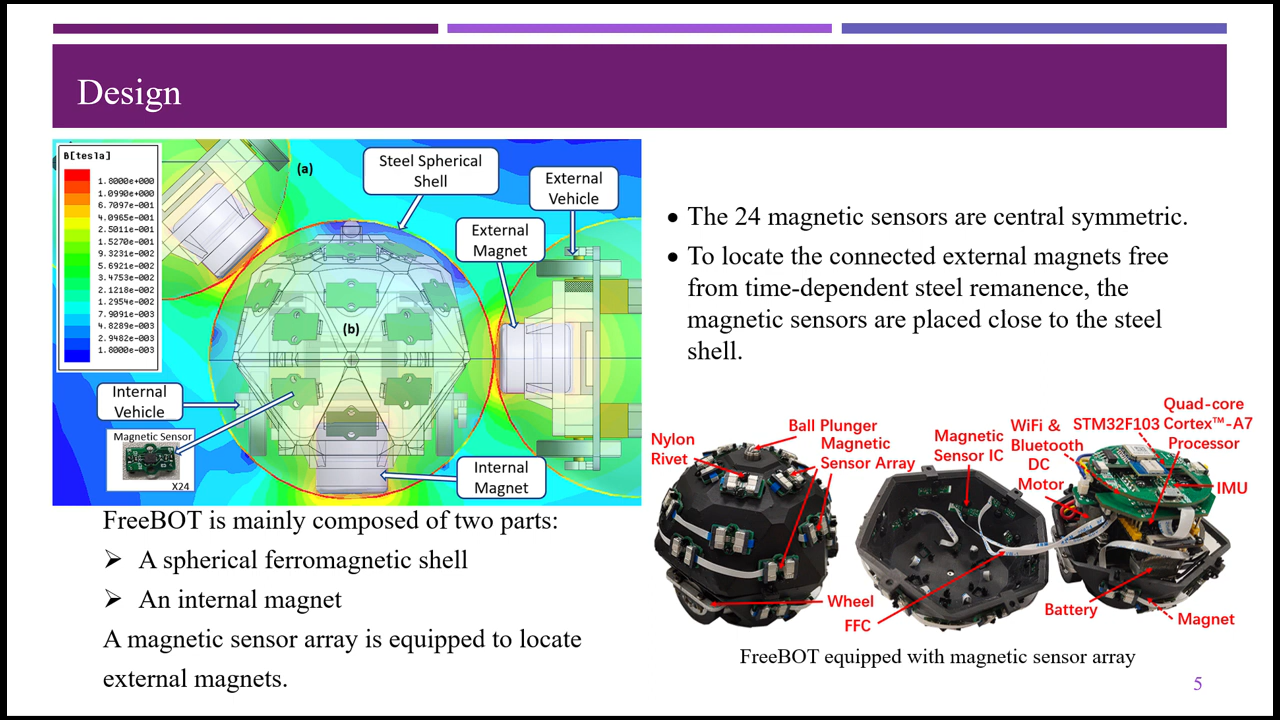 Design
B[tesla]
1.8000e+000
1.0990e+000
6.7097e-001
4.0965e-001
2.5011e-001
1.5270e-001
9.3231e-002
5.6921e-002
3.4753e-002
2.1218e-002
1.2954e-002
7.9091e-003
4.8289e-003
2.9482e-003
1.8000e-003
(a)
Steel Spherical
Shell
External
Vehicle
External
Magnet
(b)
Internal
Vehicle
Magnetic Sensor
X24
Internal
Magnet
FreeBOT is mainly composed of two parts:
➢ A spherical ferromagnetic shell
➢ An internal magnet
A magnetic sensor array is equipped to locate
external magnets.
• The 24 magnetic sensors are central symmetric.
• To locate the connected external magnets free
from time-dependent steel remanence, the
magnetic sensors are placed close to the steel
shell.
Nylon
Rivet
Ball Plunger
Magnetic
Sensor Array
Magnetic
Sensor IC
WiFi &
Bluetooth
DC
Motor
STM32F103
Quad-core
Cortex™-A7
Processor
IMU
Wheel
FFC
Battery
Magnet
FreeBOT equipped with magnetic sensor array
5